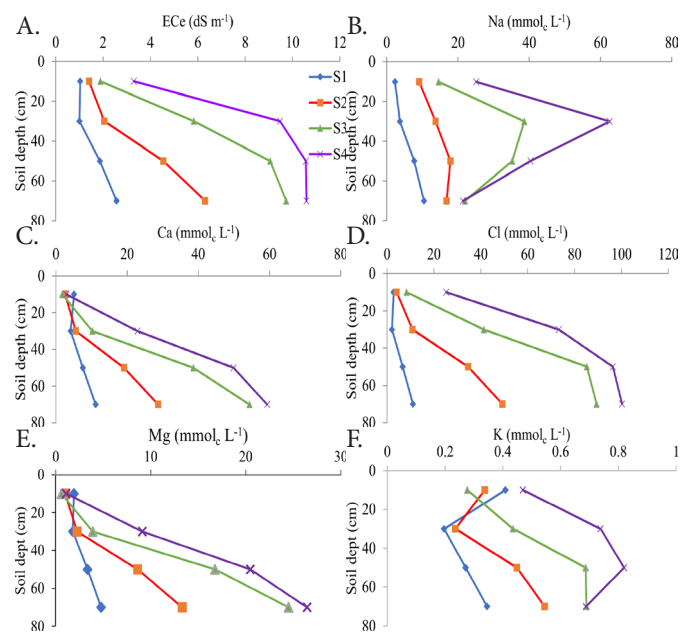 A.
ECe (dS m-1)
0 2 4 6 8 10 12
0
20
40
60
80
Soil depth (cm)
S1
S2
S3
S4
B.
Na (mmolc L-1)
0 20 40 60 80
0
20
40
60
80
Soil depth (cm)
C.
Ca (mmolc L-1)
0 20 40 60 80
0
20
40
60
80
Soil depth (cm)
D.
Cl (mmolc L-1)
0 20 40 60 80 100 120
0
20
40
60
80
Soil depth (cm)
E.
Mg (mmolc L-1)
0 10 20 30
0
20
40
60
80
Soil depth (cm)
F.
K (mmolc L-1)
0 0.2 0.4 0.6 0.8 1
0
20
40
60
80
Soil dept (cm)